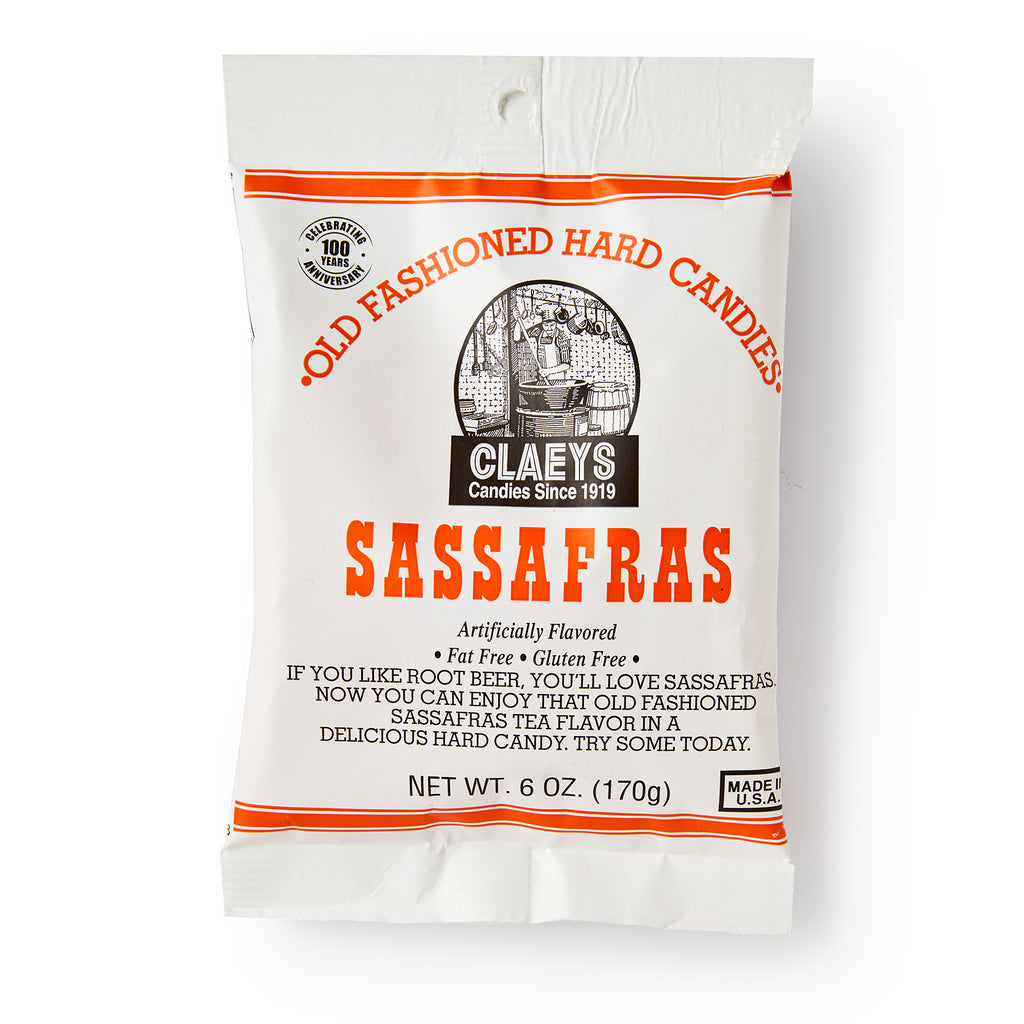 CELEBRATING
100
YEARS
ANNIVERSARY
•OLD FASHIONED HARD CANDIES•
CLAEYS
Candies Since 1919
SASSAFRAS
Artificially Flavored
• Fat Free • Gluten Free •
IF YOU LIKE ROOT BEER, YOU'LL LOVE SASSAFRAS.
NOW YOU CAN ENJOY THAT OLD FASHIONED
SASSAFRAS TEA FLAVOR IN A
DELICIOUS HARD CANDY. TRY SOME TODAY.
NET WT. 6 OZ. (170g)
MADE I
U.S.A.